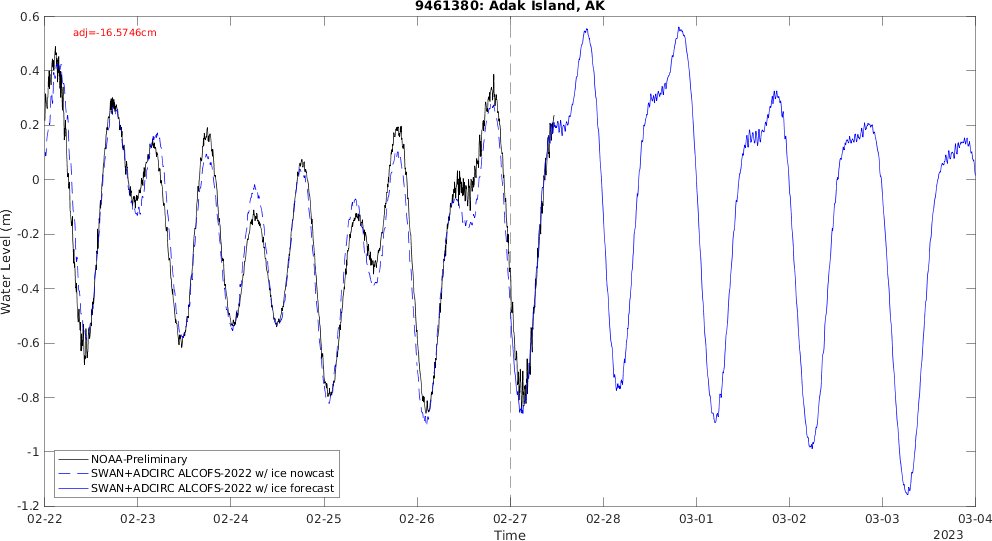 9461380: Adak Island, AK
adj=-16.5746cm
0.6
0.4
0.2
0
-0.2
-0.4
-0.6
-0.8
-1
-1.2
Water Level (m)
NOAA-Preliminary
SWAN+ADCIRC ALCOFS-2022 w/ ice nowcast
SWAN+ADCIRC ALCOFS-2022 w/ ice forecast
02-22 02-23 02-24 02-25 02-26 02-27 02-28 03-01 03-02 03-03 03-04
Time
2023